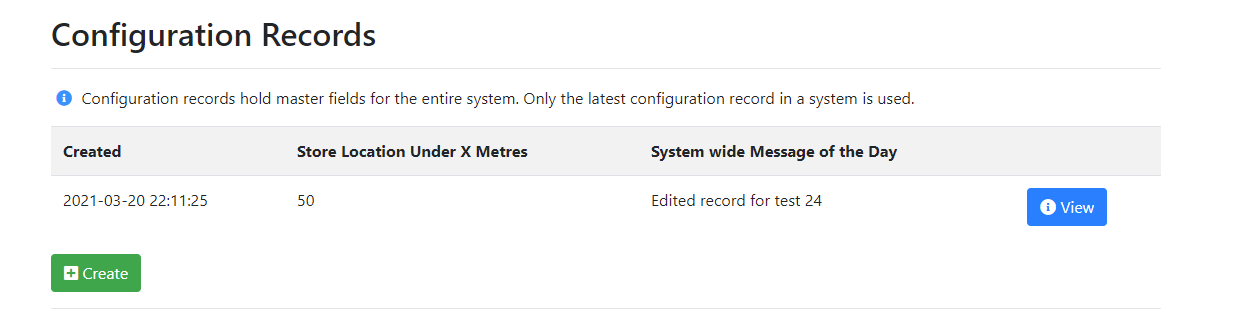 Configuration Records
Configuration records hold master fields for the entire system. Only the latest configuration record in a system is used.
Created Store Location Under X Metres System wide Message of the Day
2021-03-20 22:11:25 50 Edited record for test 24 View
Create